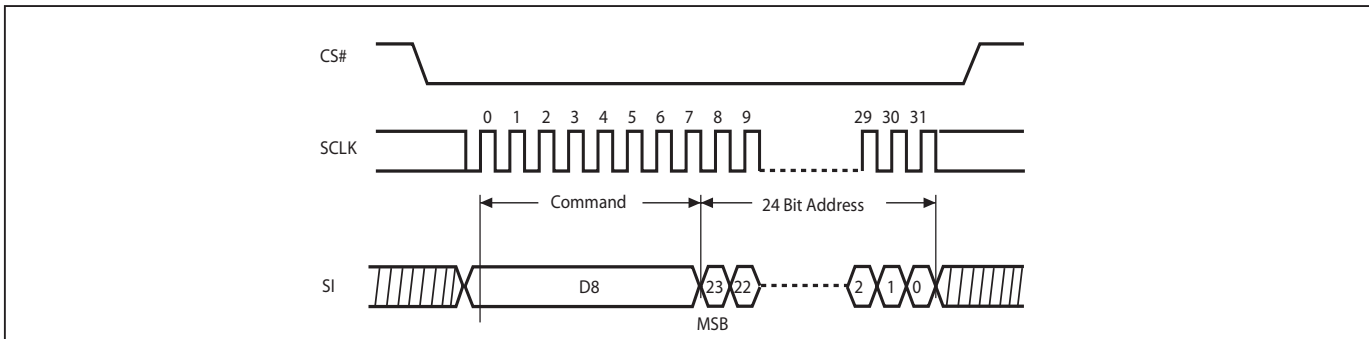 CS#
0 1 2 3 4 5 6 7 8 9 29 30 31
SCLK
Command 24 Bit Address
SI D8 23 22 2 1 0
MSB